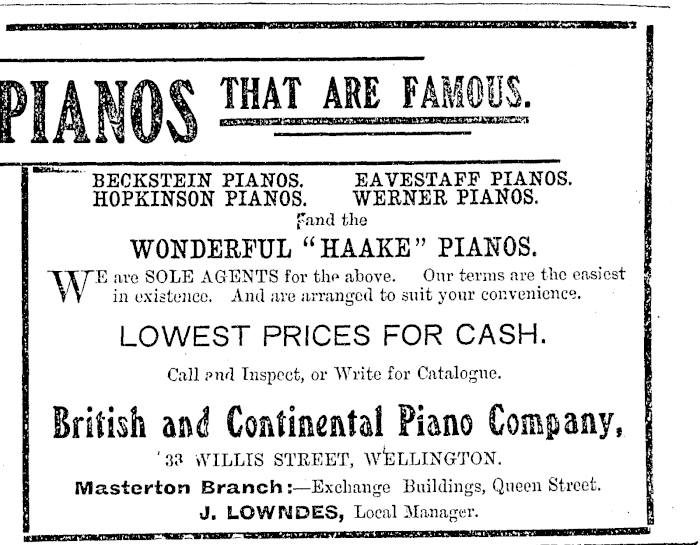 PIANOS THAT ARE FAMOUS.
BECKSTEIN PIANOS. EAVESTAFF PIANOS.
HOPKINSON PIANOS. WERNER PIANOS.
and the
WONDERFUL "HAAKE" PIANOS.
WE are SOLE AGENTS for the above. Our terms are the easiest
in existence. And are arranged to suit your convenience.
LOWEST PRICES FOR CASH.
Call and Inspect, or Write for Catalogue.
British and Continental Piano Company,
33 WILLIS STREET, WELLINGTON.
Masterton Branch:—Exchange Buildings, Queen Street.
J. LOWNDES, Local Manager.